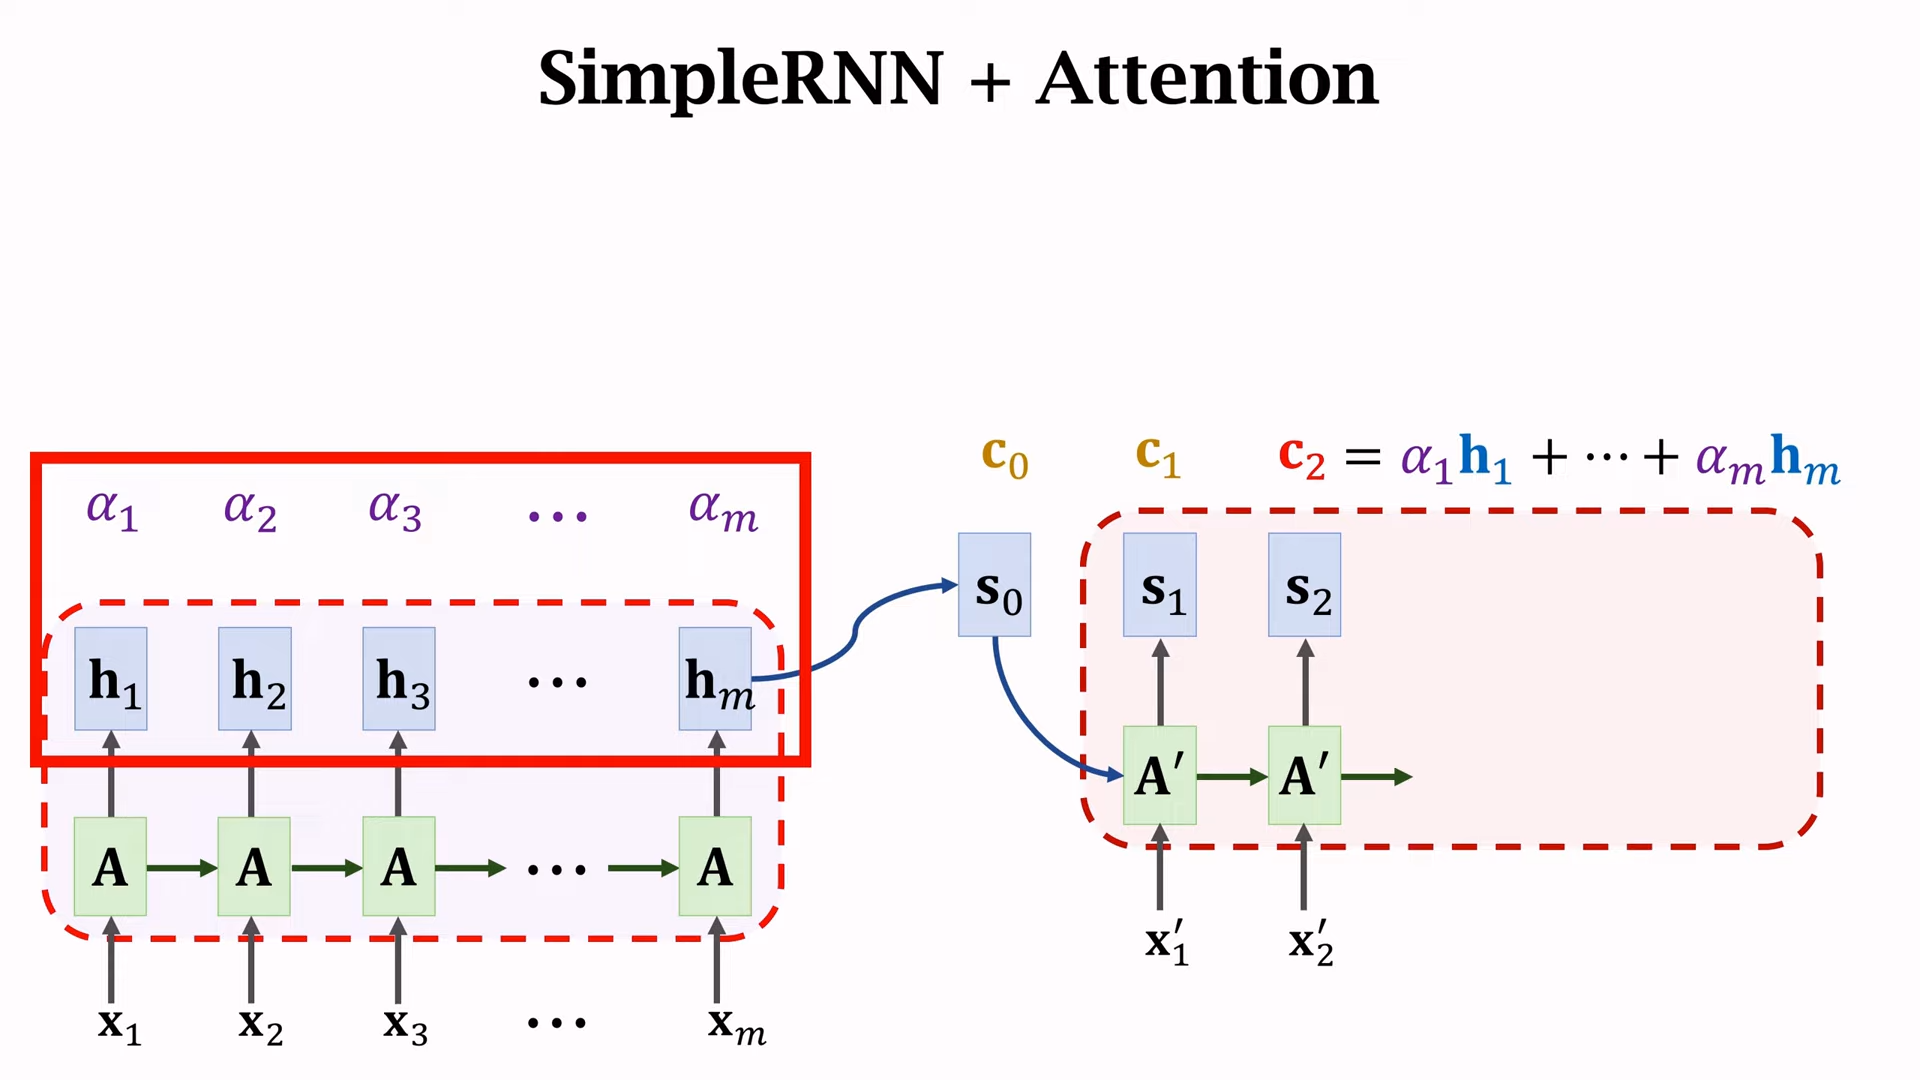 SimpleRNN + Attention
c₀ c₁ c₂ = α₁h₁ + ⋯ + αₘhₘ
α₁ α₂ α₃ ⋯ αₘ
s₀ s₁ s₂
h₁ h₂ h₃ ⋯ hₘ
A′ A′
A A A ⋯ A
x′₁ x′₂
x₁ x₂ x₃ ⋯ xₘ